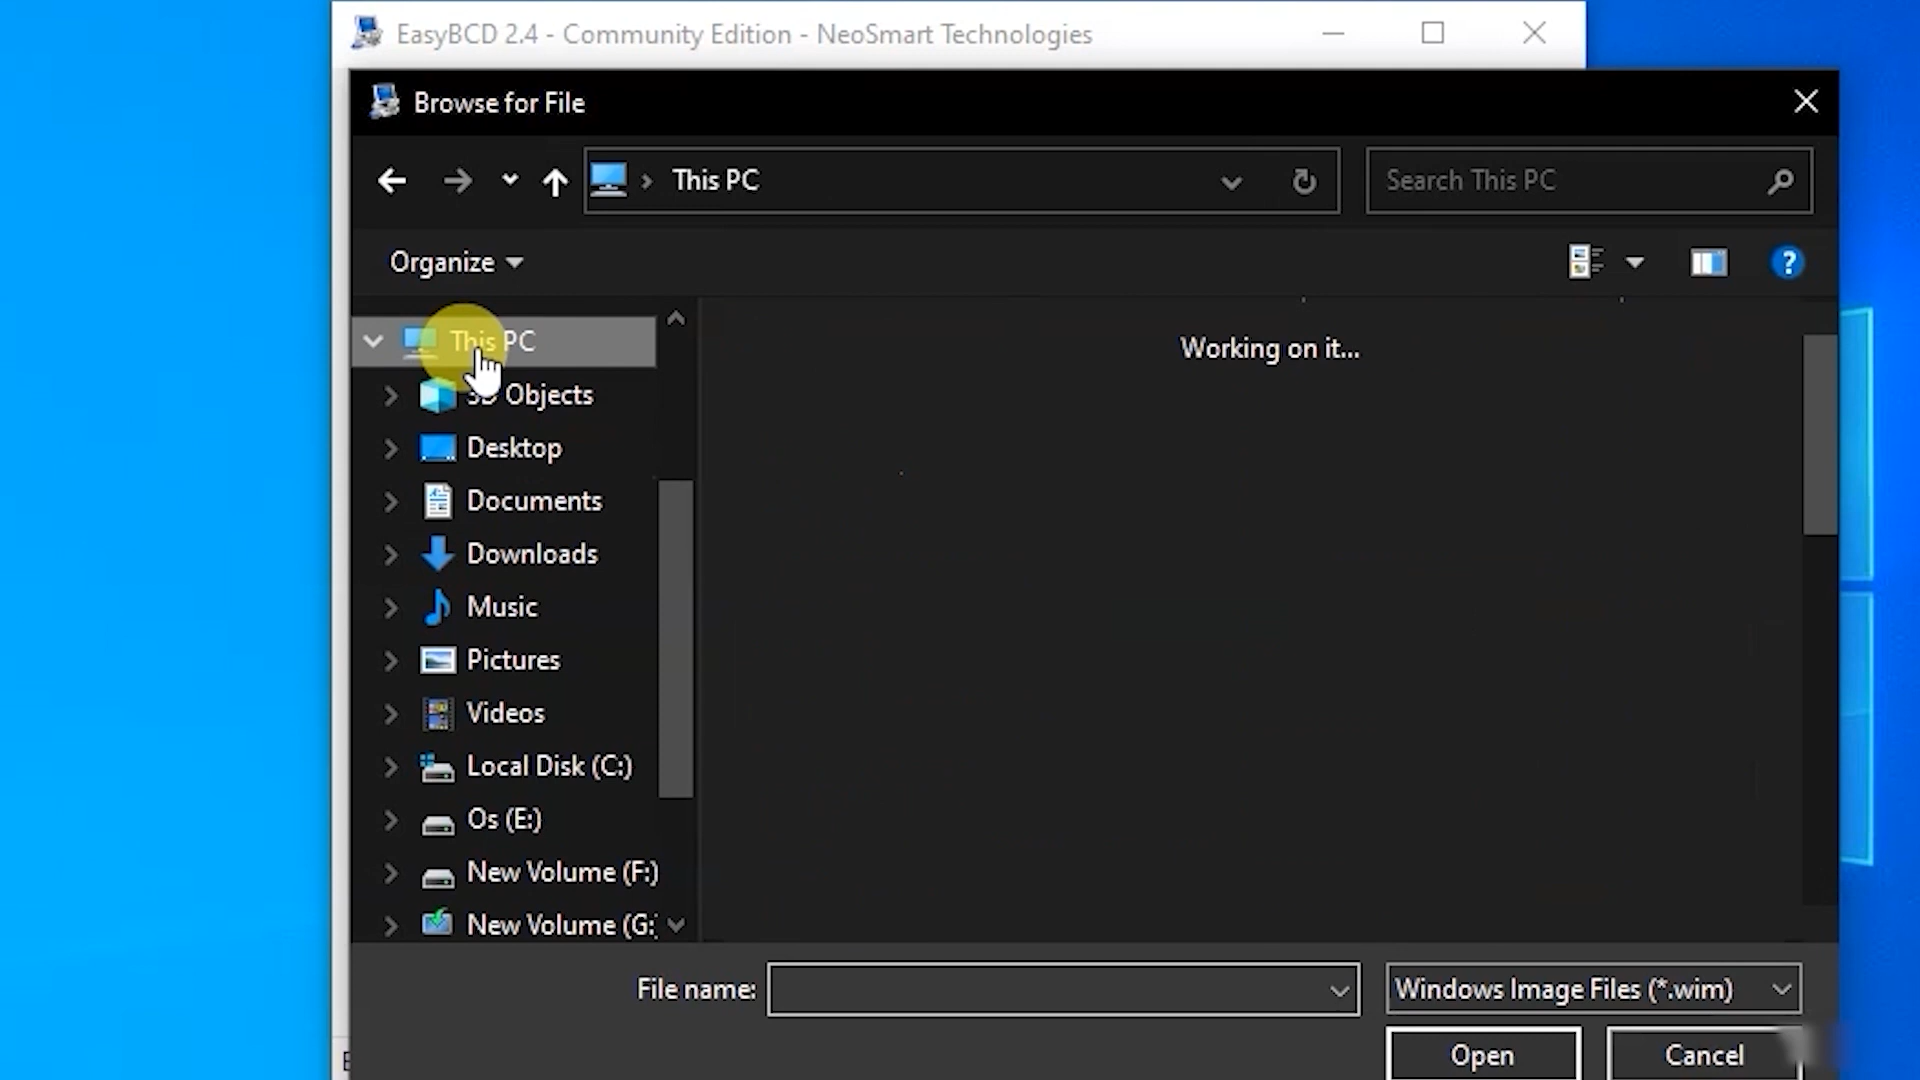 EasyBCD 2.4 - Community Edition - NeoSmart Technologies
Browse for File
This PC
Search This PC
Organize
?
This PC
Working on it...
3D Objects
Desktop
Documents
Downloads
Music
Pictures
Videos
Local Disk (C:)
Os (E:)
New Volume (F:)
New Volume (G:
File name:
Windows Image Files (*.wim)
Open
Cancel